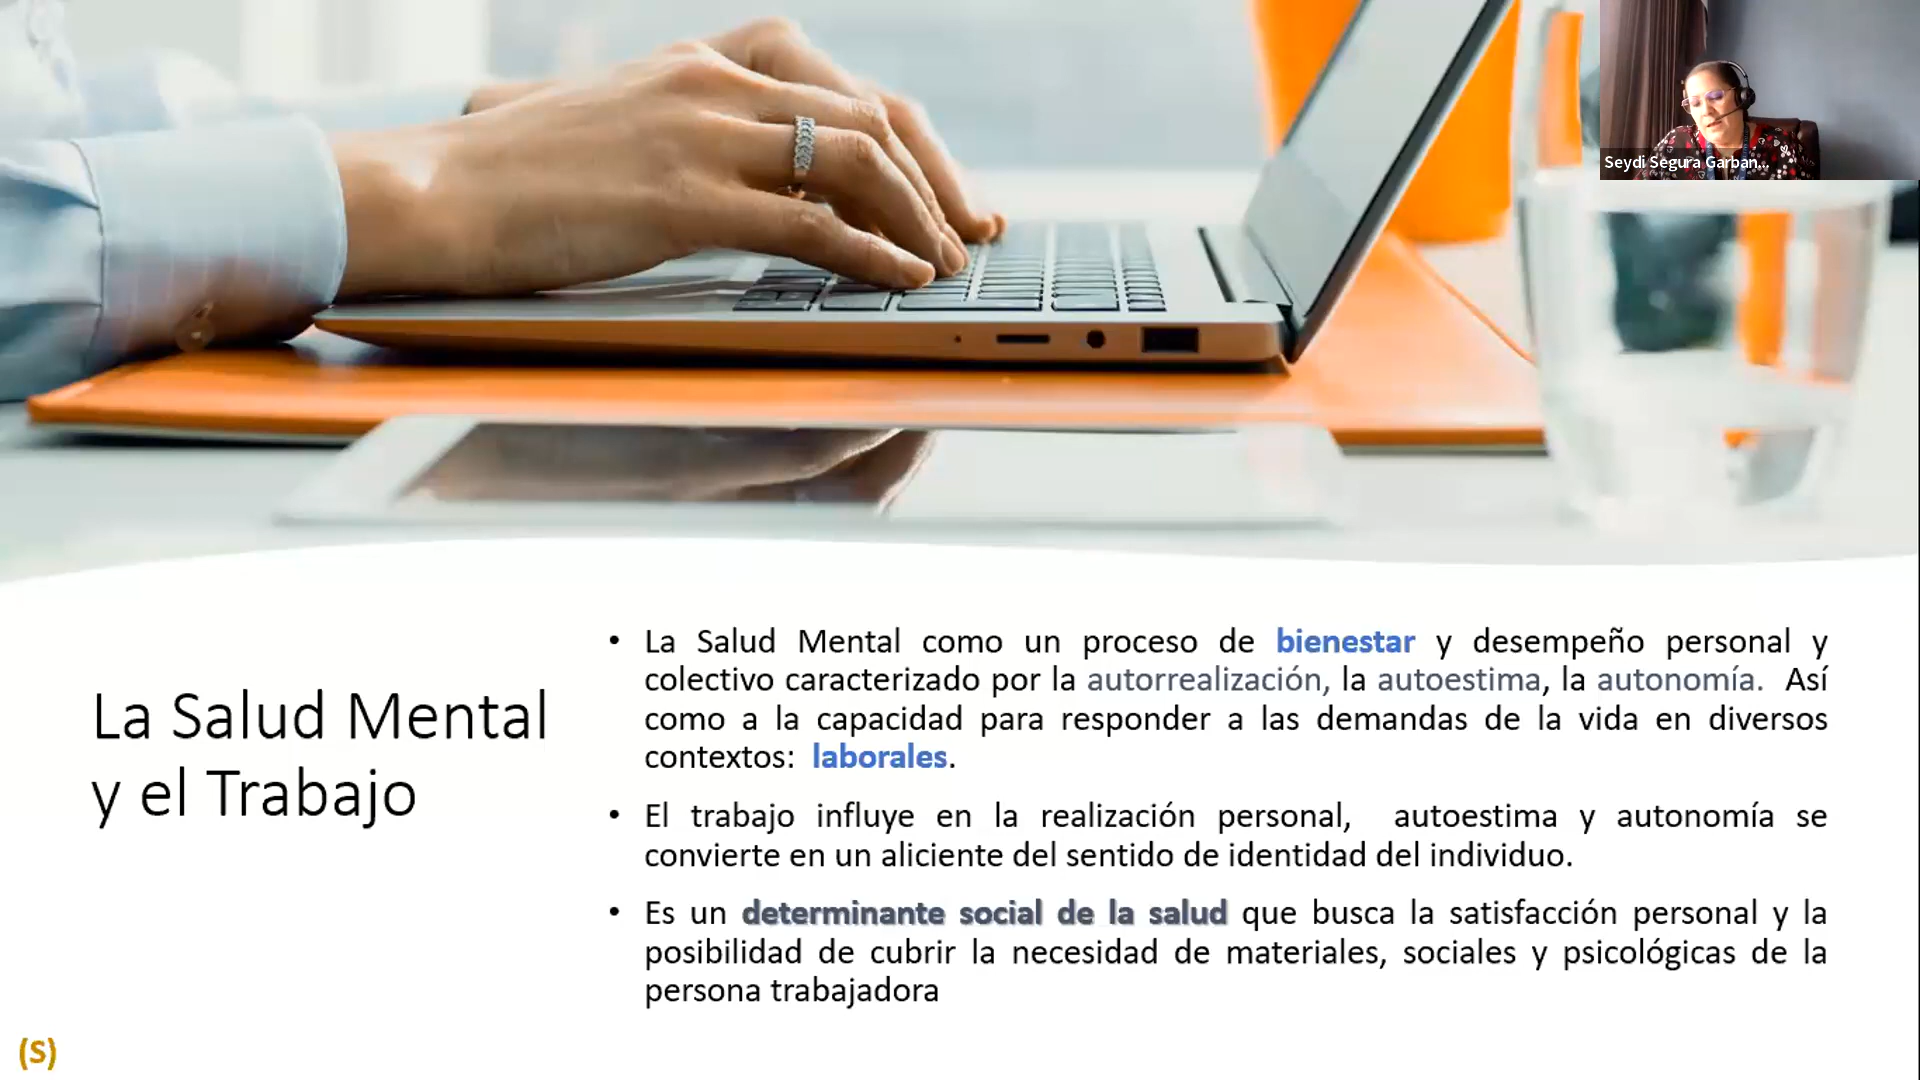 Seydi Segura Garban...
La Salud Mental
y el Trabajo
• La Salud Mental como un proceso de bienestar y desempeño personal y
colectivo caracterizado por la autorrealización, la autoestima, la autonomía. Así
como a la capacidad para responder a las demandas de la vida en diversos
contextos: laborales.
• El trabajo influye en la realización personal, autoestima y autonomía se
convierte en un aliciente del sentido de identidad del individuo.
• Es un determinante social de la salud que busca la satisfacción personal y la
posibilidad de cubrir la necesidad de materiales, sociales y psicológicas de la
persona trabajadora
(S)